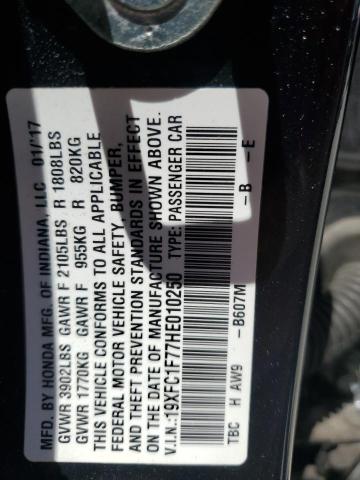 MFD. BY HONDA MFG. OF INDIANA, LLC 01/'17
GVWR 3902LBS GAWR F 2105LBS R 1808LBS
GVWR 1770KG GAWR F 955KG R 820KG
THIS VEHICLE CONFORMS TO ALL APPLICABLE
FEDERAL MOTOR VEHICLE SAFETY, BUMPER,
AND THEFT PREVENTION STANDARDS IN EFFECT
ON THE DATE OF MANUFACTURE SHOWN ABOVE.
V.I.N.:19XFC1F77HE010250 TYPE: PASSENGER CAR
-B607M -B -E
TBC H AW9